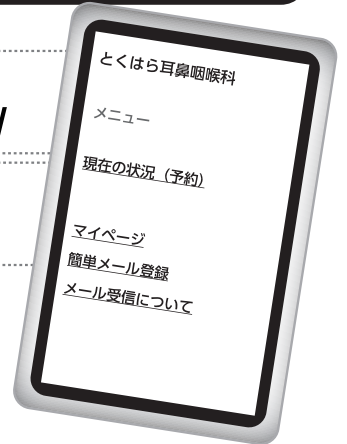 とくはら耳鼻咽喉科
メニュー
現在の状況（予約）
マイページ
簡単メール登録
メール受信について